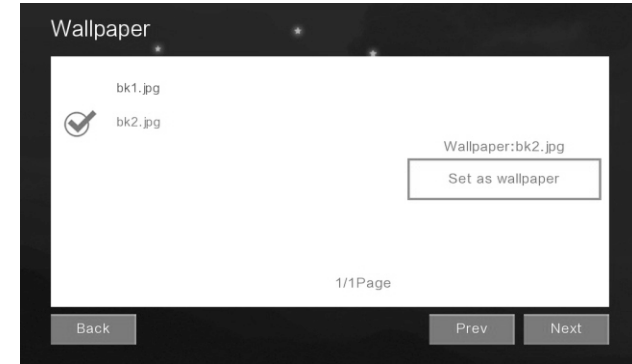 Wallpaper
bk1.jpg
bk2.jpg
Wallpaper:bk2.jpg
Set as wallpaper
1/1Page
Back
Prev
Next